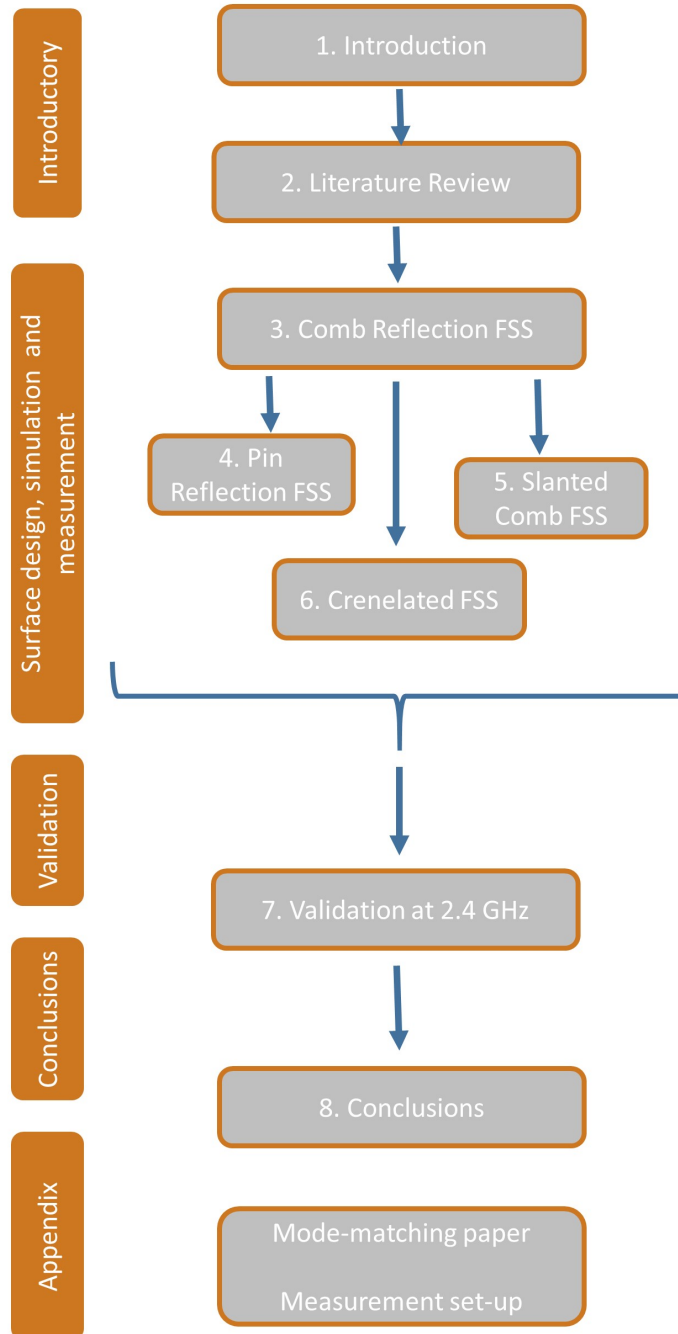 Introductory
1. Introduction
2. Literature Review
Surface design, simulation and
measurement
3. Comb Reflection FSS
4. Pin
Reflection FSS
5. Slanted
Comb FSS
6. Crenelated FSS
Validation
7. Validation at 2.4 GHz
Conclusions
8. Conclusions
Appendix
Mode-matching paper
Measurement set-up